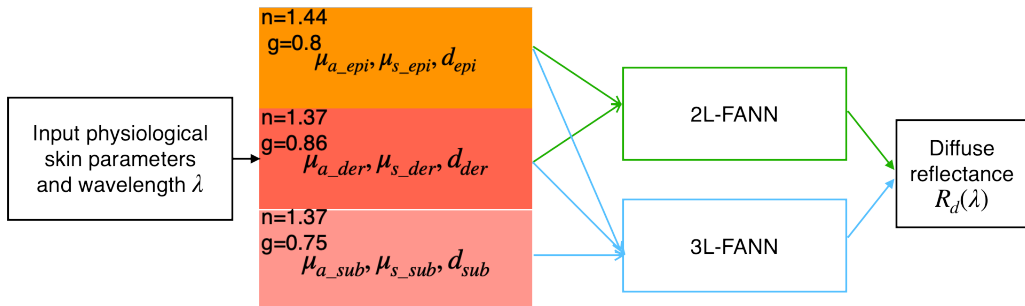 Input physiological
skin parameters
and wavelength λ
n=1.44
g=0.8
μa_epi, μs_epi, depi
n=1.37
g=0.86
μa_der, μs_der, dder
n=1.37
g=0.75
μa_sub, μs_sub, dsub
2L-FANN
3L-FANN
Diffuse
reflectance
Rd(λ)